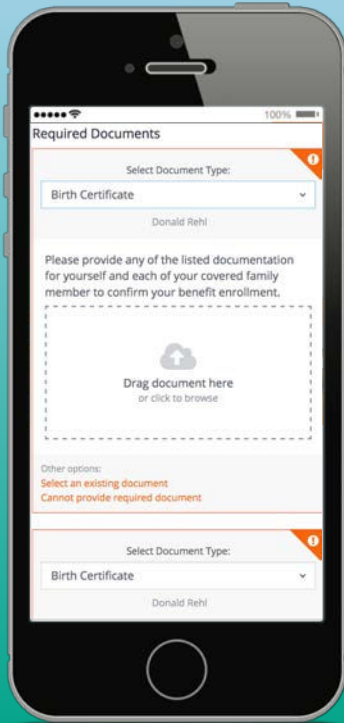 100%
Required Documents
Select Document Type:
Birth Certificate
Donald Rehl
Please provide any of the listed documentation
for yourself and each of your covered family
member to confirm your benefit enrollment.
Drag document here
or click to browse
Other options:
Select an existing document
Cannot provide required document
Select Document Type:
Birth Certificate
Donald Rehl